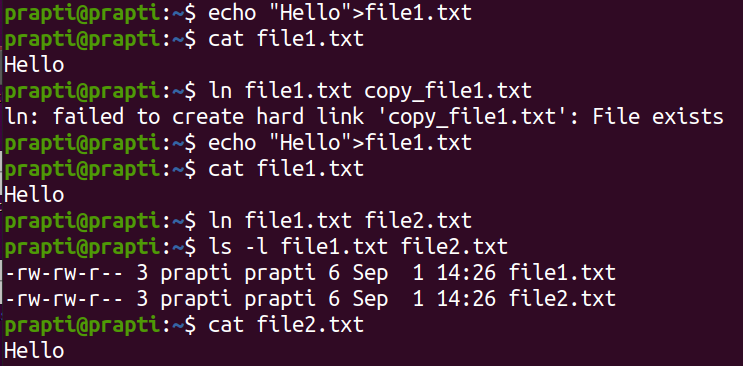 prapti@prapti:~$ echo "Hello">file1.txt
prapti@prapti:~$ cat file1.txt
Hello
prapti@prapti:~$ ln file1.txt copy_file1.txt
ln: failed to create hard link 'copy_file1.txt': File exists
prapti@prapti:~$ echo "Hello">file1.txt
prapti@prapti:~$ cat file1.txt
Hello
prapti@prapti:~$ ln file1.txt file2.txt
prapti@prapti:~$ ls -l file1.txt file2.txt
-rw-rw-r-- 3 prapti prapti 6 Sep  1 14:26 file1.txt
-rw-rw-r-- 3 prapti prapti 6 Sep  1 14:26 file2.txt
prapti@prapti:~$ cat file2.txt
Hello